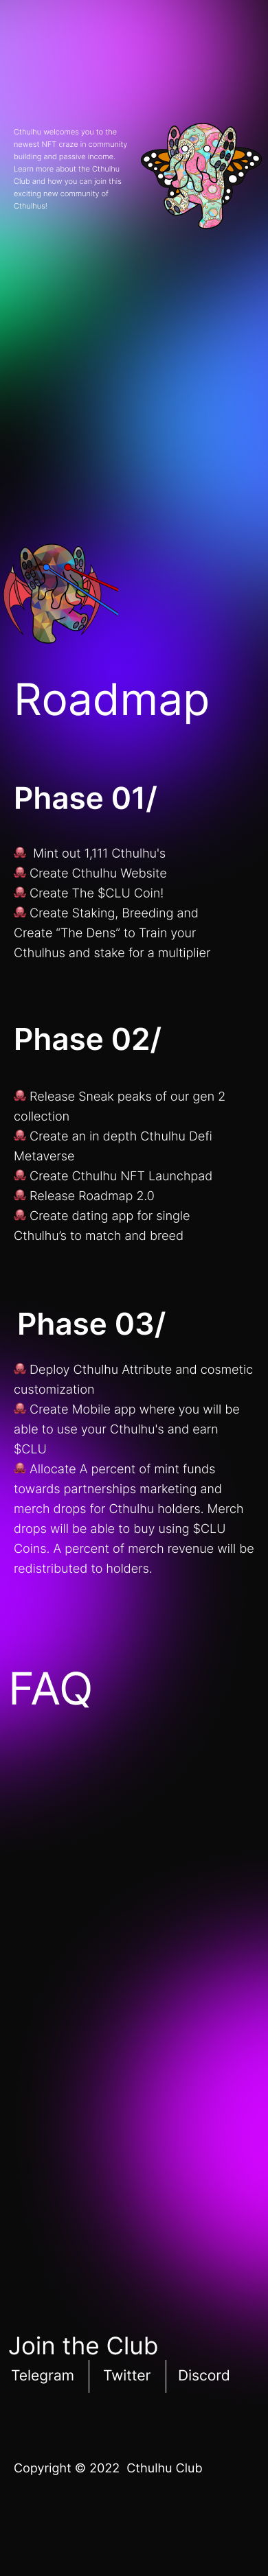 Cthulhu welcomes you to the
newest NFT craze in community
building and passive income.
Learn more about the Cthulhu
Club and how you can join this
exciting new community of
Cthulhus!
Roadmap
Phase 01/
🐙 Mint out 1,111 Cthulhu's
🐙 Create Cthulhu Website
🐙 Create The $CLU Coin!
🐙 Create Staking, Breeding and
Create “The Dens” to Train your
Cthulhus and stake for a multiplier
Phase 02/
🐙 Release Sneak peaks of our gen 2
collection
🐙 Create an in depth Cthulhu Defi
Metaverse
🐙 Create Cthulhu NFT Launchpad
🐙 Release Roadmap 2.0
🐙 Create dating app for single
Cthulhu’s to match and breed
Phase 03/
🐙 Deploy Cthulhu Attribute and cosmetic
customization
🐙 Create Mobile app where you will be
able to use your Cthulhu's and earn
$CLU
🐙 Allocate A percent of mint funds
towards partnerships marketing and
merch drops for Cthulhu holders. Merch
drops will be able to buy using $CLU
Coins. A percent of merch revenue will be
redistributed to holders.
FAQ
Join the Club
Telegram Twitter Discord
Copyright © 2022 Cthulhu Club